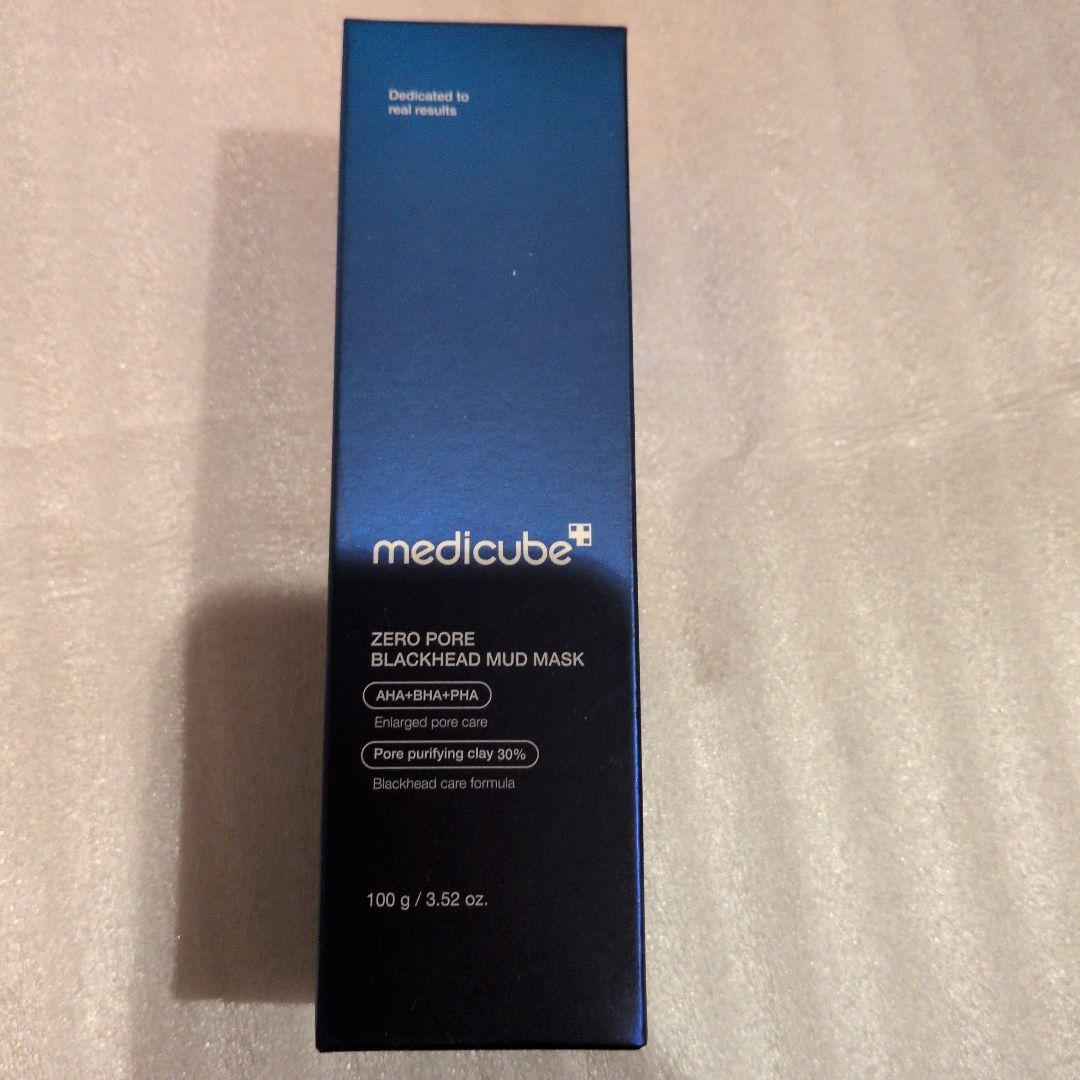 Dedicated to
real results
medicube
ZERO PORE
BLACKHEAD MUD MASK
AHA+BHA+PHA
Enlarged pore care
Pore purifying clay 30%
Blackhead care formula
100 g / 3.52 oz.